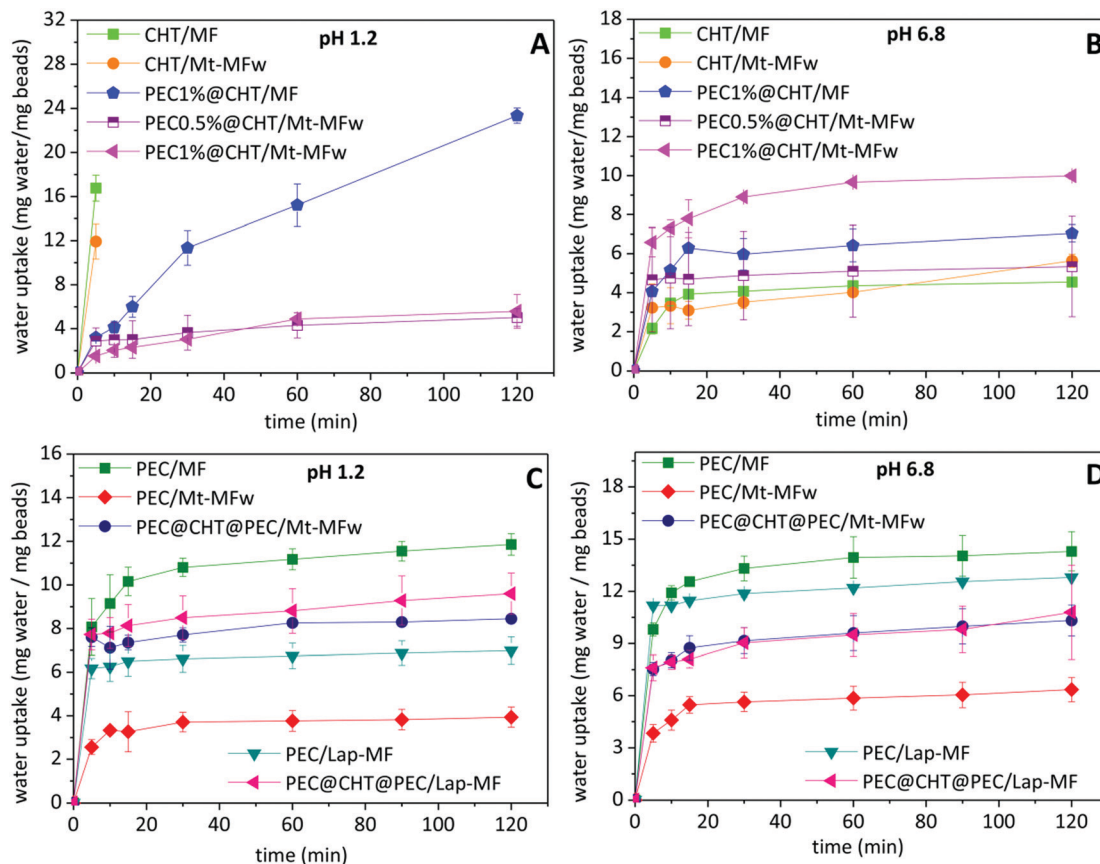 pH 1.2
A
CHT/MF
CHT/Mt-MFw
PEC1%@CHT/MF
PEC0.5%@CHT/Mt-MFw
PEC1%@CHT/Mt-MFw
water uptake (mg water/mg beads)
32
28
24
20
16
12
8
4
0
0 20 40 60 80 100 120
time (min)
pH 6.8
B
CHT/MF
CHT/Mt-MFw
PEC1%@CHT/MF
PEC0.5%@CHT/Mt-MFw
PEC1%@CHT/Mt-MFw
water uptake (mg water/mg beads)
18
16
14
12
10
8
6
4
2
0
0 20 40 60 80 100 120
time (min)
pH 1.2
C
PEC/MF
PEC/Mt-MFw
PEC@CHT@PEC/Mt-MFw
PEC/Lap-MF
PEC@CHT@PEC/Lap-MF
water uptake (mg water / mg beads)
16
14
12
10
8
6
4
2
0
0 20 40 60 80 100 120
time (min)
pH 6.8
D
PEC/MF
PEC/Mt-MFw
PEC@CHT@PEC/Mt-MFw
PEC/Lap-MF
PEC@CHT@PEC/Lap-MF
water uptake (mg water / mg beads)
18
15
12
9
6
3
0
0 20 40 60 80 100 120
time (min)